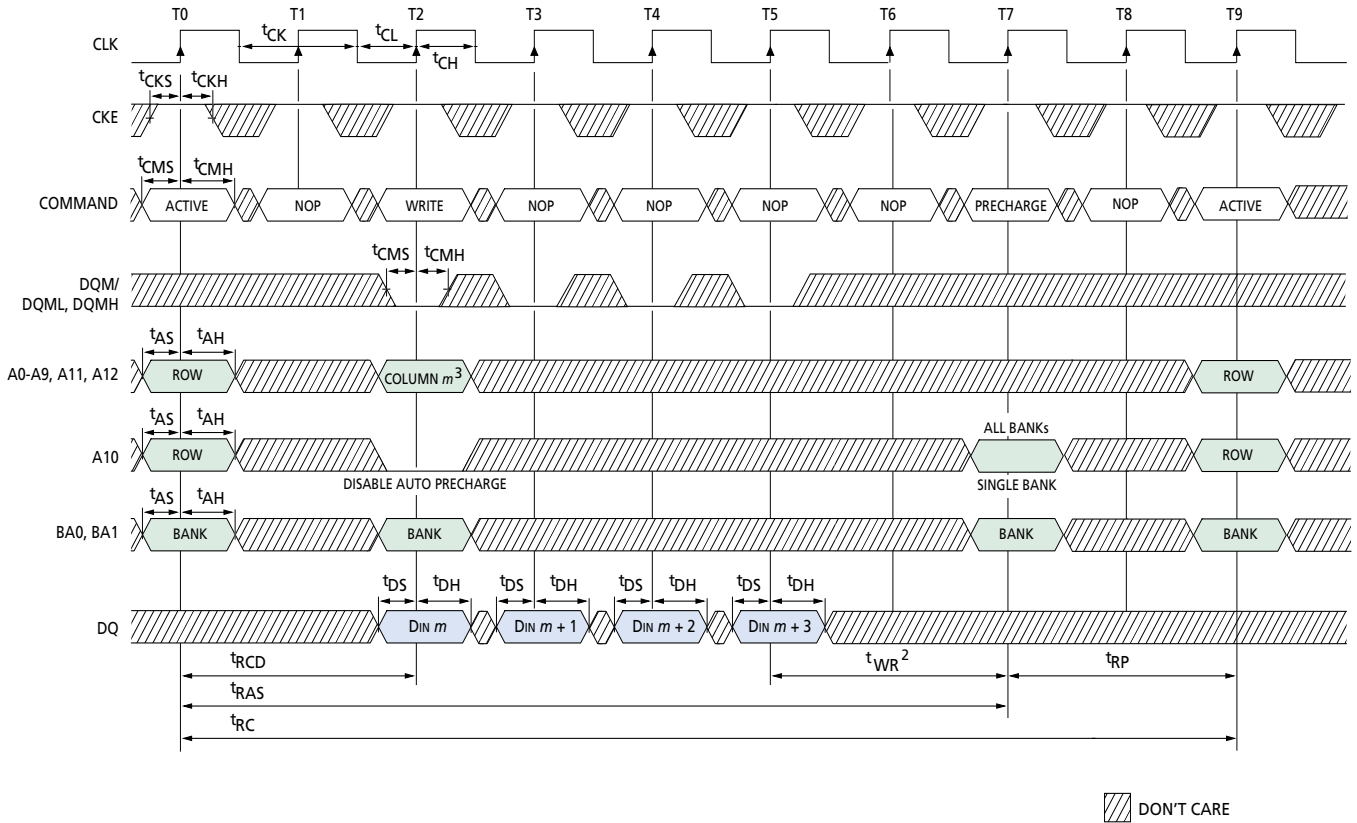 T0 T1 T2 T3 T4 T5 T6 T7 T8 T9
CLK
tCK tCL
tCH
tCKS tCKH
CKE
tCMS tCMH
COMMAND ACTIVE NOP WRITE NOP NOP NOP NOP PRECHARGE NOP ACTIVE
tCMS tCMH
DQM/
DQML, DQMH
tAS tAH
A0-A9, A11, A12 ROW COLUMN m3 ROW
tAS tAH
ALL BANKs
A10 ROW ROW
DISABLE AUTO PRECHARGE SINGLE BANK
tAS tAH
BA0, BA1 BANK BANK BANK BANK
tDS tDH tDS tDH tDS tDH tDS tDH
DQ DIN m DIN m + 1 DIN m + 2 DIN m + 3
tRCD tWR2 tRP
tRAS
tRC
DON'T CARE